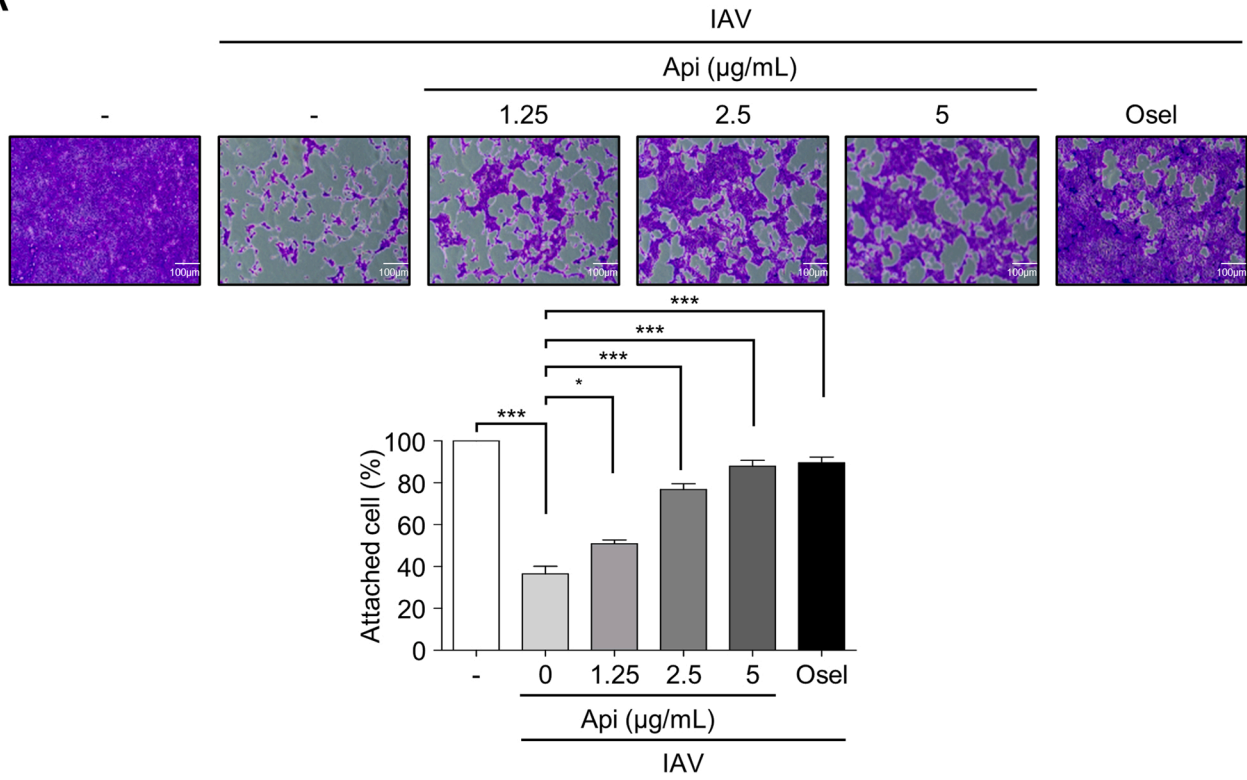 A
IAV
Api (µg/mL)
- - 1.25 2.5 5 Osel
100µm 100µm 100µm 100µm 100µm 100µm
***
***
***
*
***
Attached cell (%)
100
80
60
40
20
0
- 0 1.25 2.5 5 Osel
Api (µg/mL)
IAV